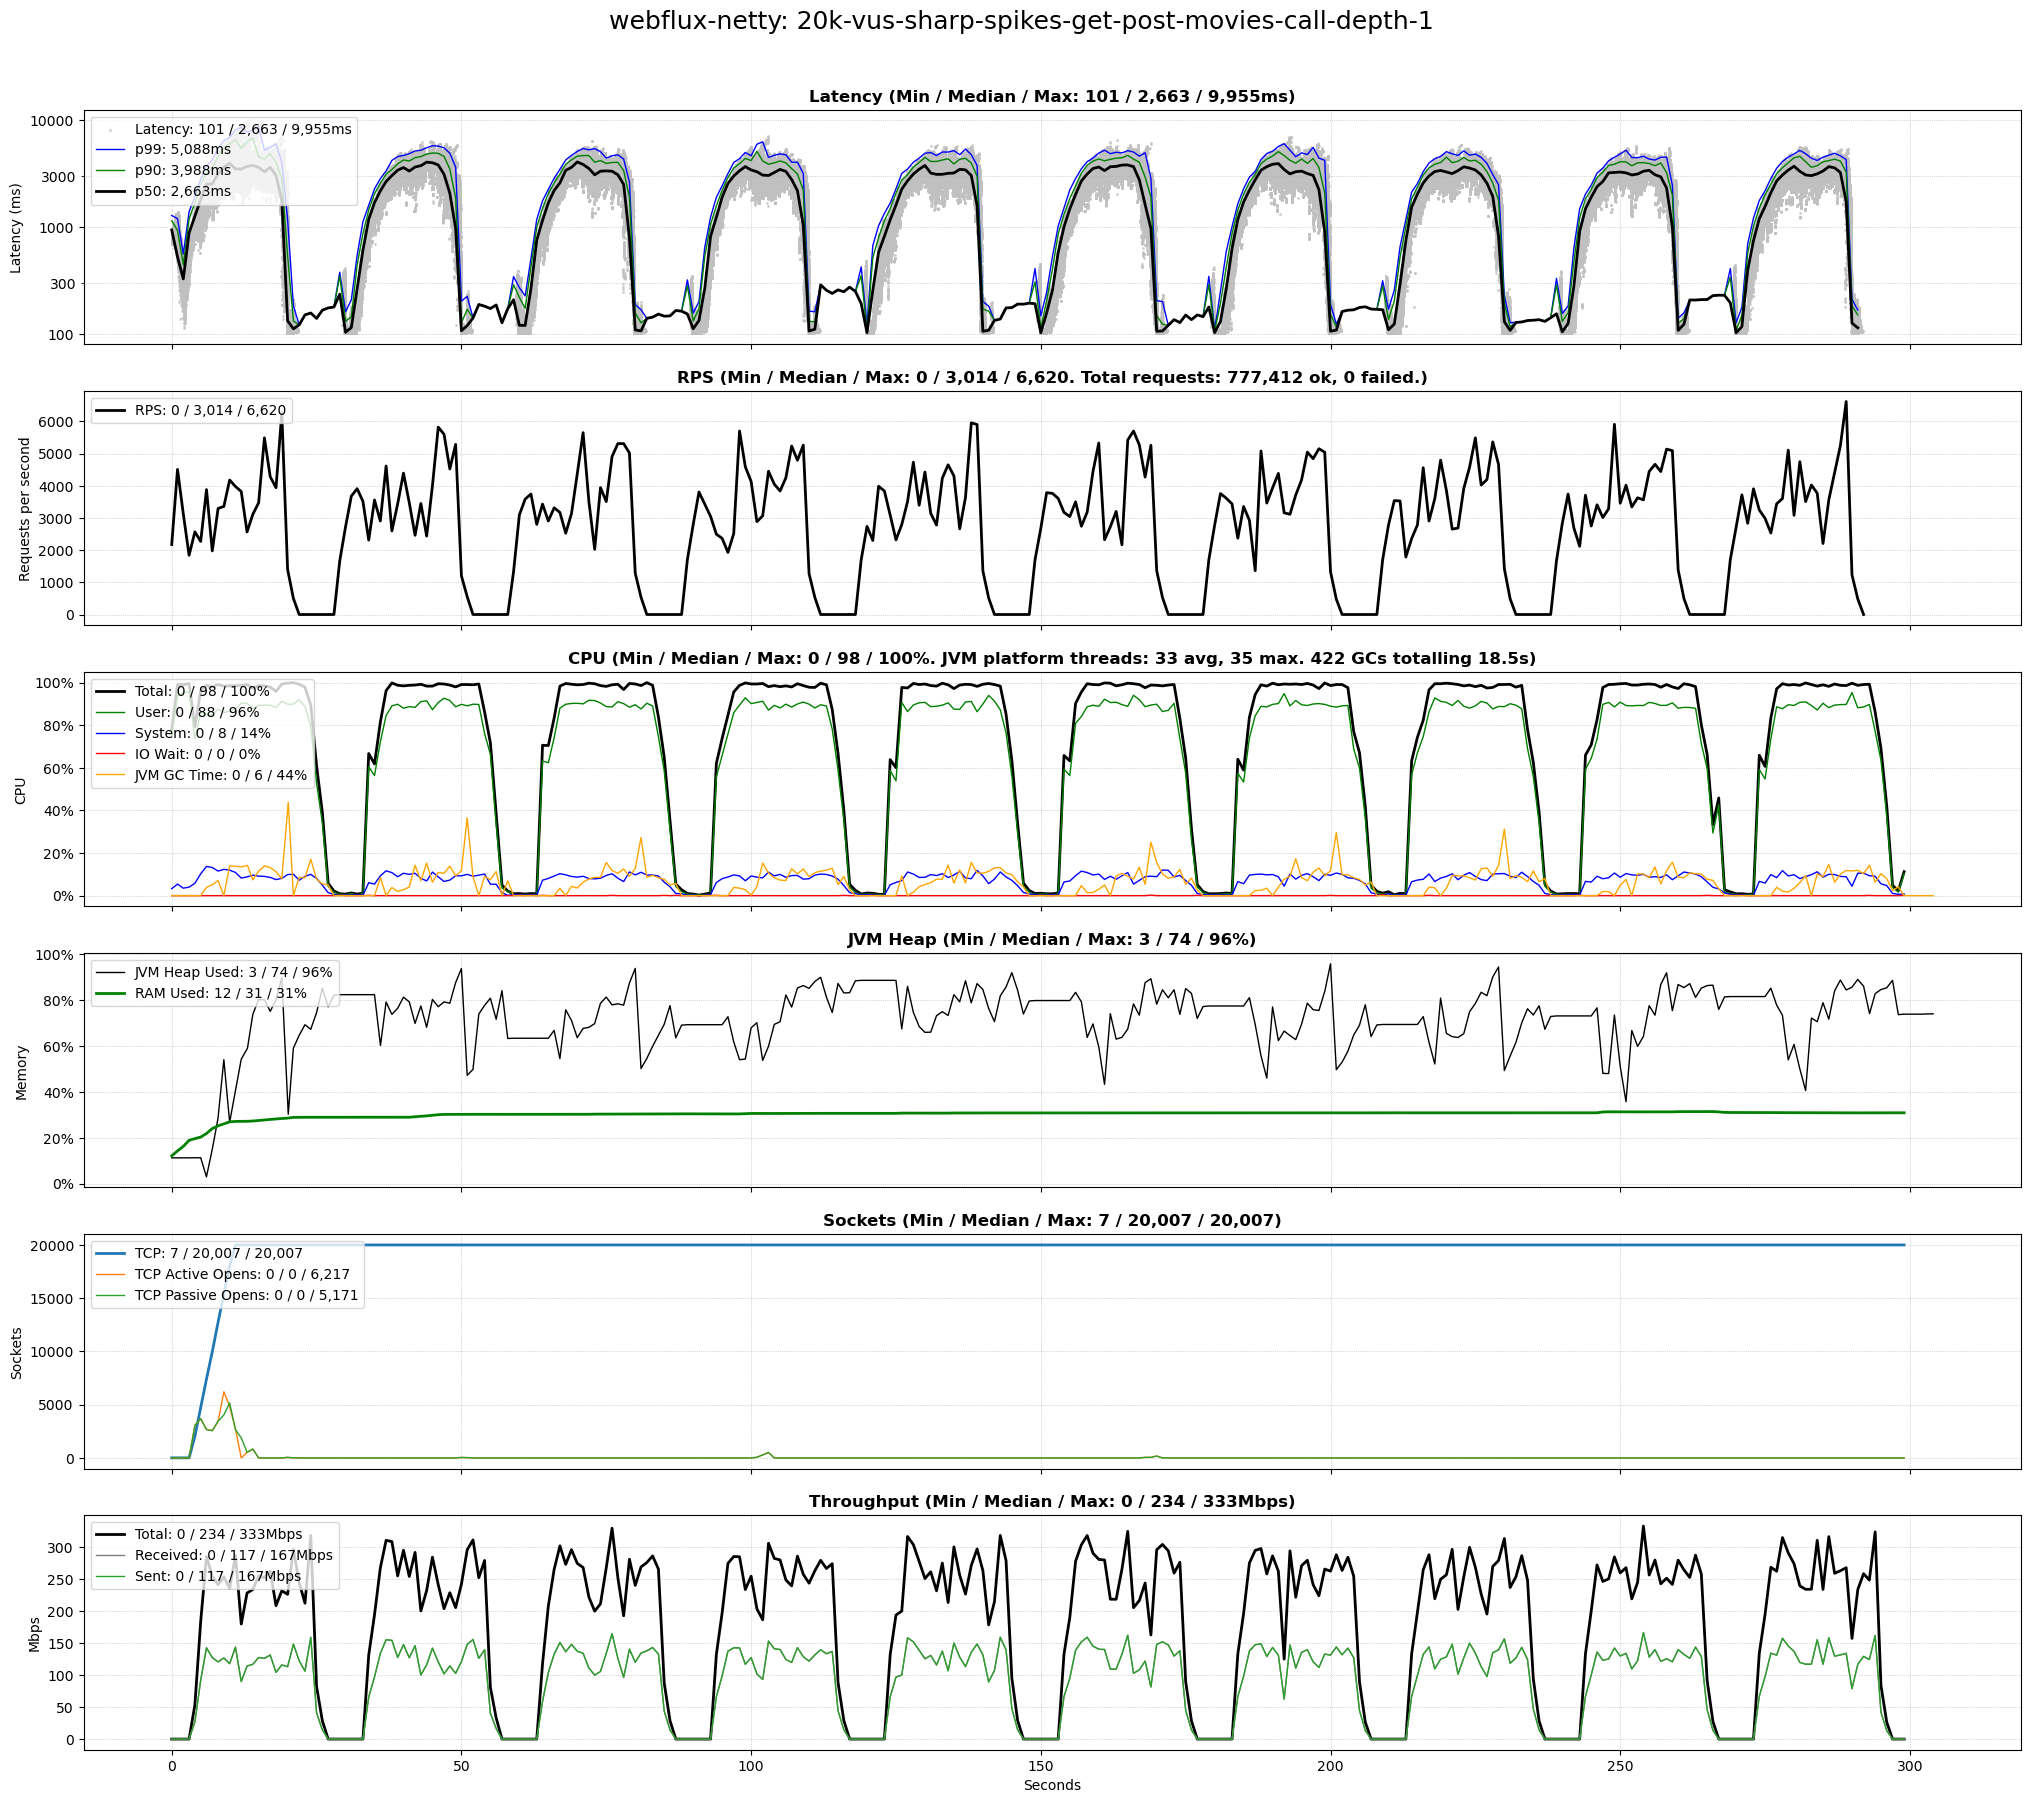 webflux-netty: 20k-vus-sharp-spikes-get-post-movies-call-depth-1
Latency (Min / Median / Max: 101 / 2,663 / 9,955ms)
Latency (ms)
10000
3000
1000
300
100
Latency: 101 / 2,663 / 9,955ms
p99: 5,088ms
p90: 3,988ms
p50: 2,663ms
RPS (Min / Median / Max: 0 / 3,014 / 6,620. Total requests: 777,412 ok, 0 failed.)
Requests per second
6000
5000
4000
3000
2000
1000
0
RPS: 0 / 3,014 / 6,620
CPU (Min / Median / Max: 0 / 98 / 100%. JVM platform threads: 33 avg, 35 max. 422 GCs totalling 18.5s)
CPU
100%
80%
60%
40%
20%
0%
Total: 0 / 98 / 100%
User: 0 / 88 / 96%
System: 0 / 8 / 14%
IO Wait: 0 / 0 / 0%
JVM GC Time: 0 / 6 / 44%
JVM Heap (Min / Median / Max: 3 / 74 / 96%)
Memory
100%
80%
60%
40%
20%
0%
JVM Heap Used: 3 / 74 / 96%
RAM Used: 12 / 31 / 31%
Sockets (Min / Median / Max: 7 / 20,007 / 20,007)
Sockets
20000
15000
10000
5000
0
TCP: 7 / 20,007 / 20,007
TCP Active Opens: 0 / 0 / 6,217
TCP Passive Opens: 0 / 0 / 5,171
Throughput (Min / Median / Max: 0 / 234 / 333Mbps)
Mbps
300
250
200
150
100
50
0
Total: 0 / 234 / 333Mbps
Received: 0 / 117 / 167Mbps
Sent: 0 / 117 / 167Mbps
0 50 100 150 200 250 300
Seconds